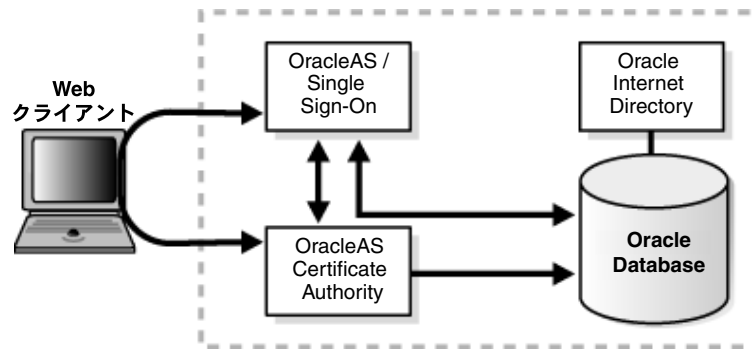 Web
クライアント
OracleAS /
Single
Sign-On
Oracle
Internet
Directory
OracleAS
Certificate
Authority
Oracle
Database